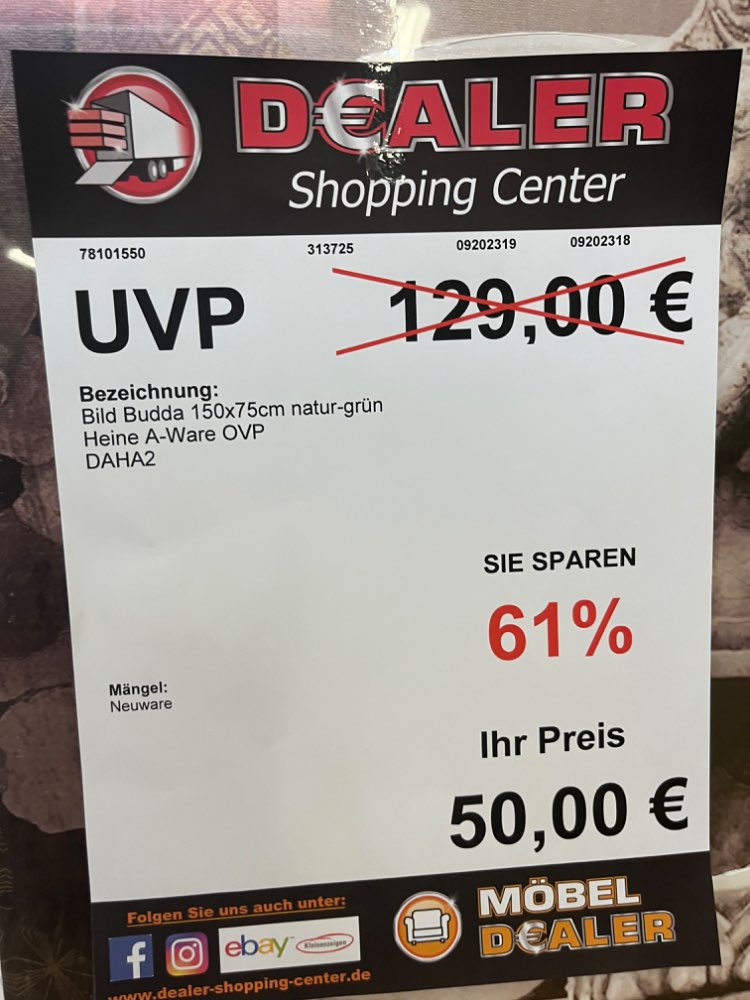 D€ALER
Shopping Center
78101550 313725 09202319 09202318
UVP 129,00 €
Bezeichnung:
Bild Budda 150x75cm natur-grün
Heine A-Ware OVP
DAHA2
SIE SPAREN
61%
Mängel:
Neuware
Ihr Preis
50,00 €
Folgen Sie uns auch unter:
f ebay Kleinanzeigen
MÖBEL
D€ALER
www.dealer-shopping-center.de